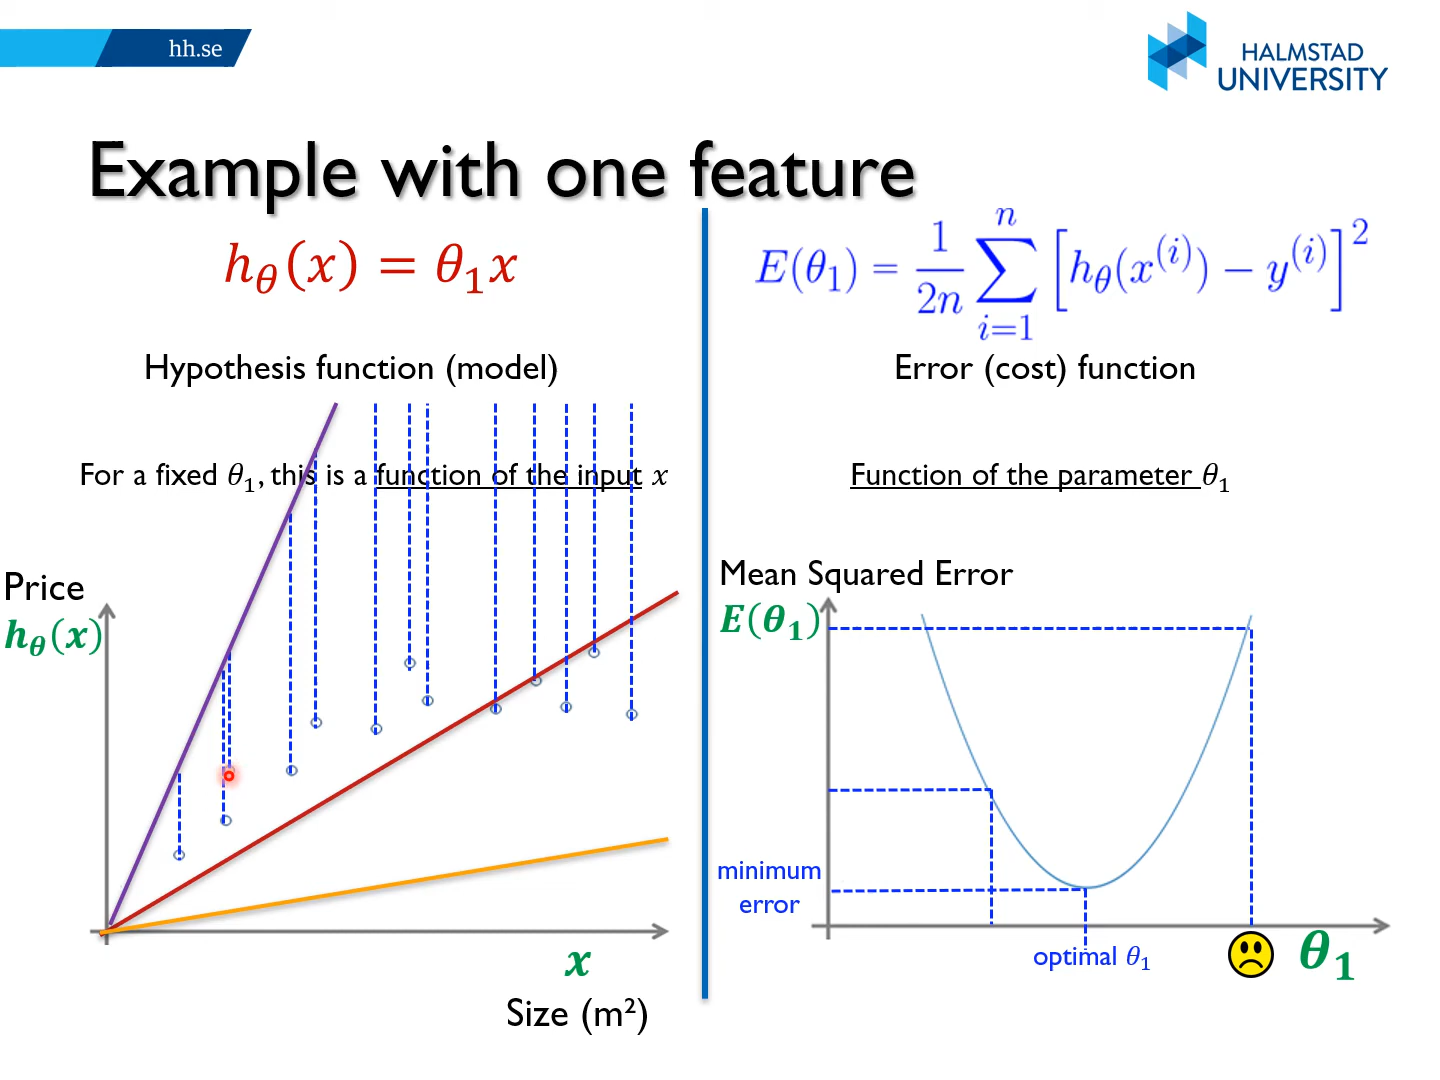 hh.se
HALMSTAD
UNIVERSITY
Example with one feature
h_θ(x) = θ₁x
Hypothesis function (model)
For a fixed θ₁, this is a function of the input x
Price
h_θ(x)
x
Size (m²)
E(θ₁) = 1/2n ∑_{i=1}^{n} [h_θ(x^{(i)}) − y^{(i)}]²
Error (cost) function
Function of the parameter θ₁
Mean Squared Error
E(θ₁)
minimum
error
optimal θ₁
θ₁